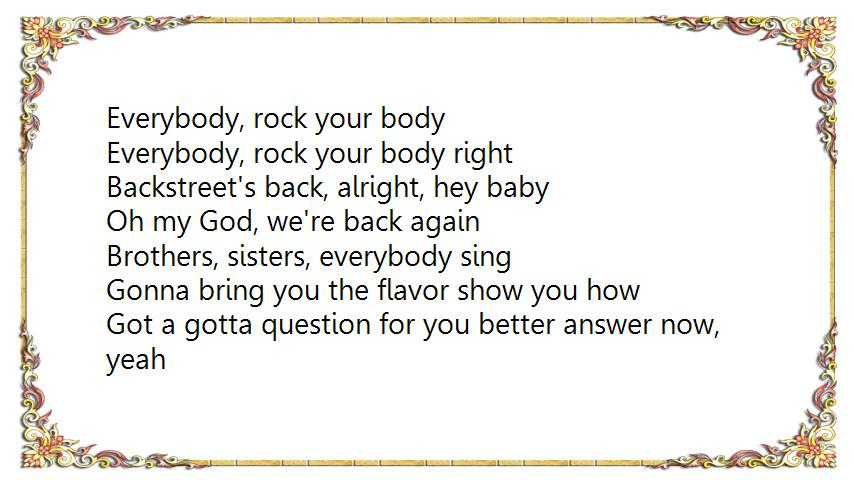 Everybody, rock your body
Everybody, rock your body right
Backstreet's back, alright, hey baby
Oh my God, we're back again
Brothers, sisters, everybody sing
Gonna bring you the flavor show you how
Got a gotta question for you better answer now,
yeah